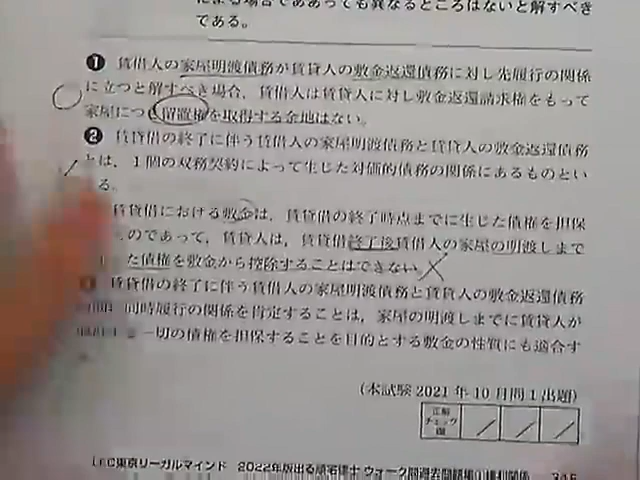 による場合であっても異なるところはないと解すべき
である。
❶ 賃借人の家屋明渡債務が賃貸人の敷金返還債務に対し先履行の関係
に立つと解すべき場合、賃借人は賃貸人に対し敷金返還請求権をもって
家屋につき留置権を取得する余地はない。
❷ 賃貸借の終了に伴う賃借人の家屋明渡債務と賃貸人の敷金返還債務
とは、1個の双務契約によって生じた対価的債務の関係にあるものとい
る。
賃貸借における敷金は、賃貸借の終了時点までに生じた債権を担保
のであって、賃貸人は、賃貸借終了後賃借人の家屋の明渡しまで
た債権を敷金から控除することはできない
賃貸借の終了に伴う賃借人の家屋明渡債務と賃貸人の敷金返還債務
同時履行の関係を肯定することは、家屋の明渡しまでに賃貸人が
一切の債権を担保することを目的とする敷金の性質にも適合す
(本試験 2021年10月問1出題)
正解
チェック
欄
LEC東京リーガルマインド 2022年版出る順宅建士 ウォーク問過去問題集①権利関係 345